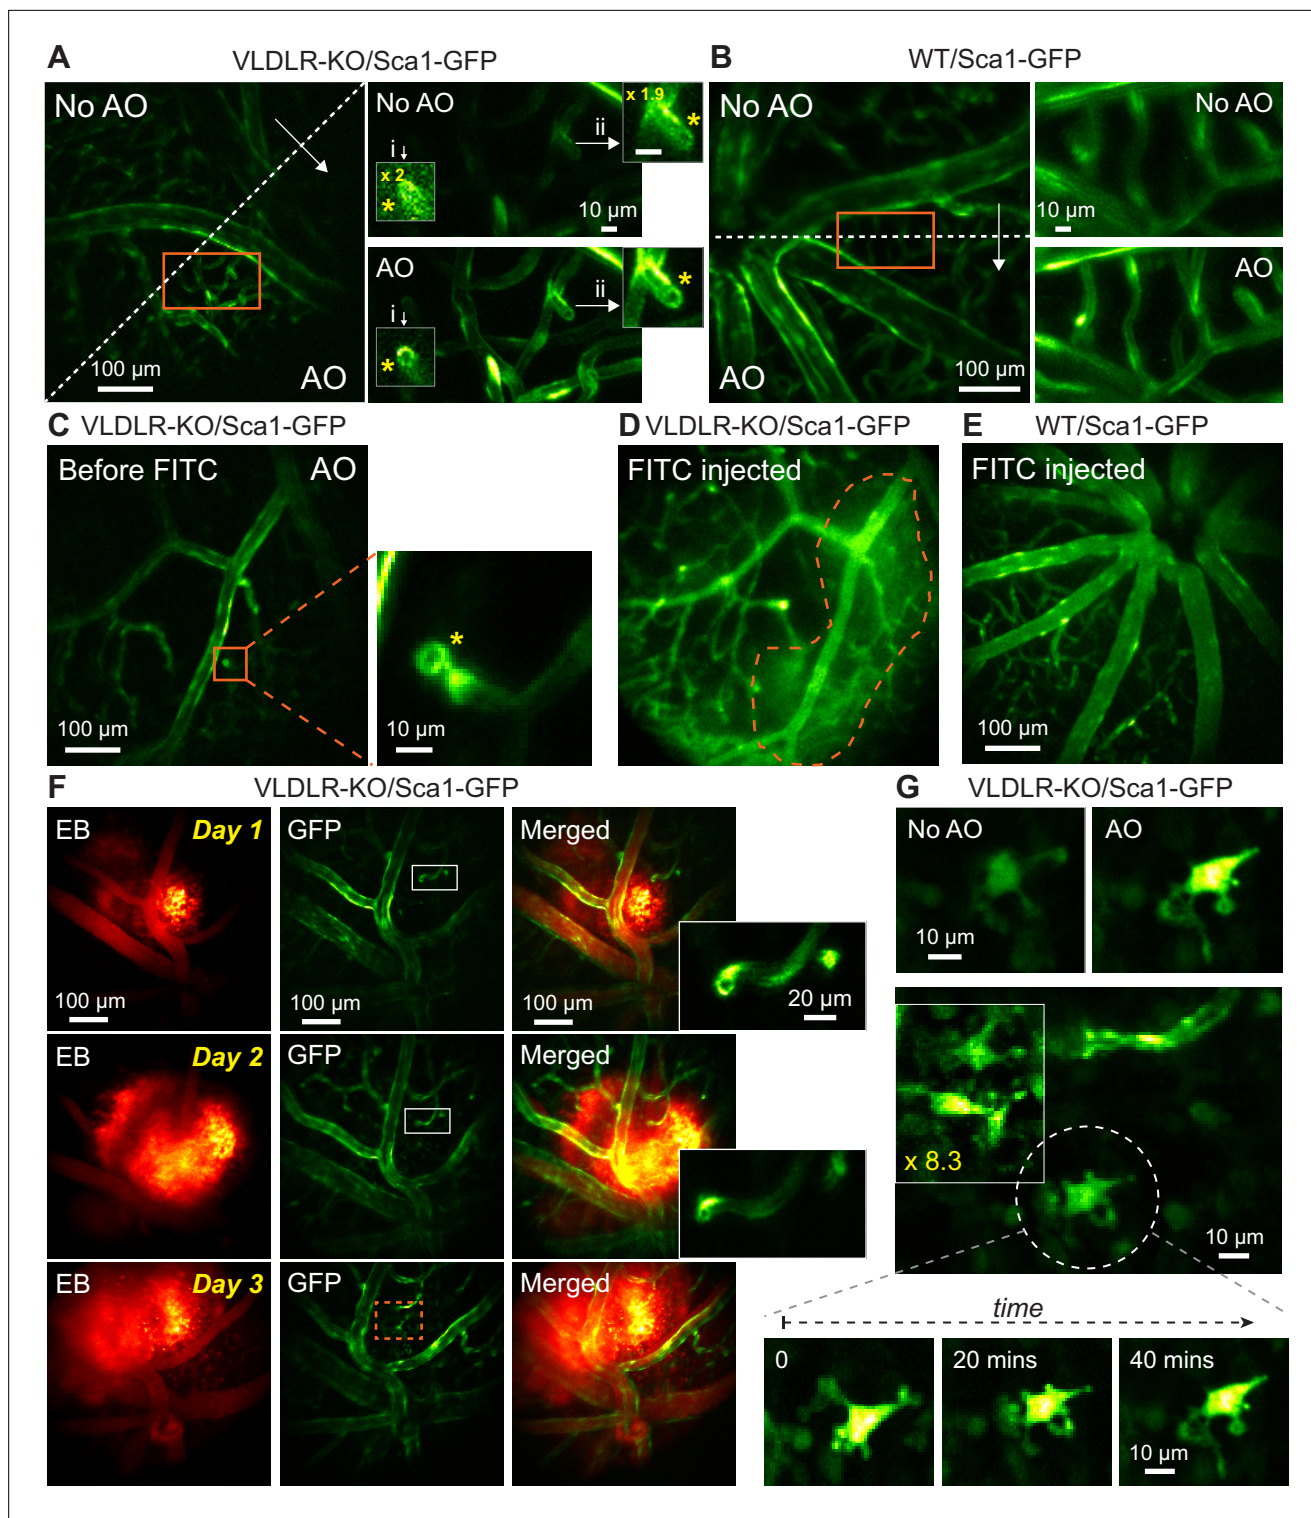 A
VLDLR-KO/Sca1-GFP
No AO
AO
100 µm
No AO
i
x 2
*
ii
x 1.9
*
10 µm
AO
i
*
ii
*
B
WT/Sca1-GFP
No AO
AO
100 µm
No AO
10 µm
AO
C
VLDLR-KO/Sca1-GFP
Before FITC
AO
100 µm
*
10 µm
D
VLDLR-KO/Sca1-GFP
FITC injected
E
WT/Sca1-GFP
FITC injected
100 µm
F
VLDLR-KO/Sca1-GFP
EB
Day 1
100 µm
GFP
100 µm
Merged
100 µm
20 µm
EB
Day 2
GFP
Merged
EB
Day 3
GFP
Merged
G
VLDLR-KO/Sca1-GFP
No AO
10 µm
AO
x 8.3
10 µm
time
0
20 mins
40 mins
10 µm